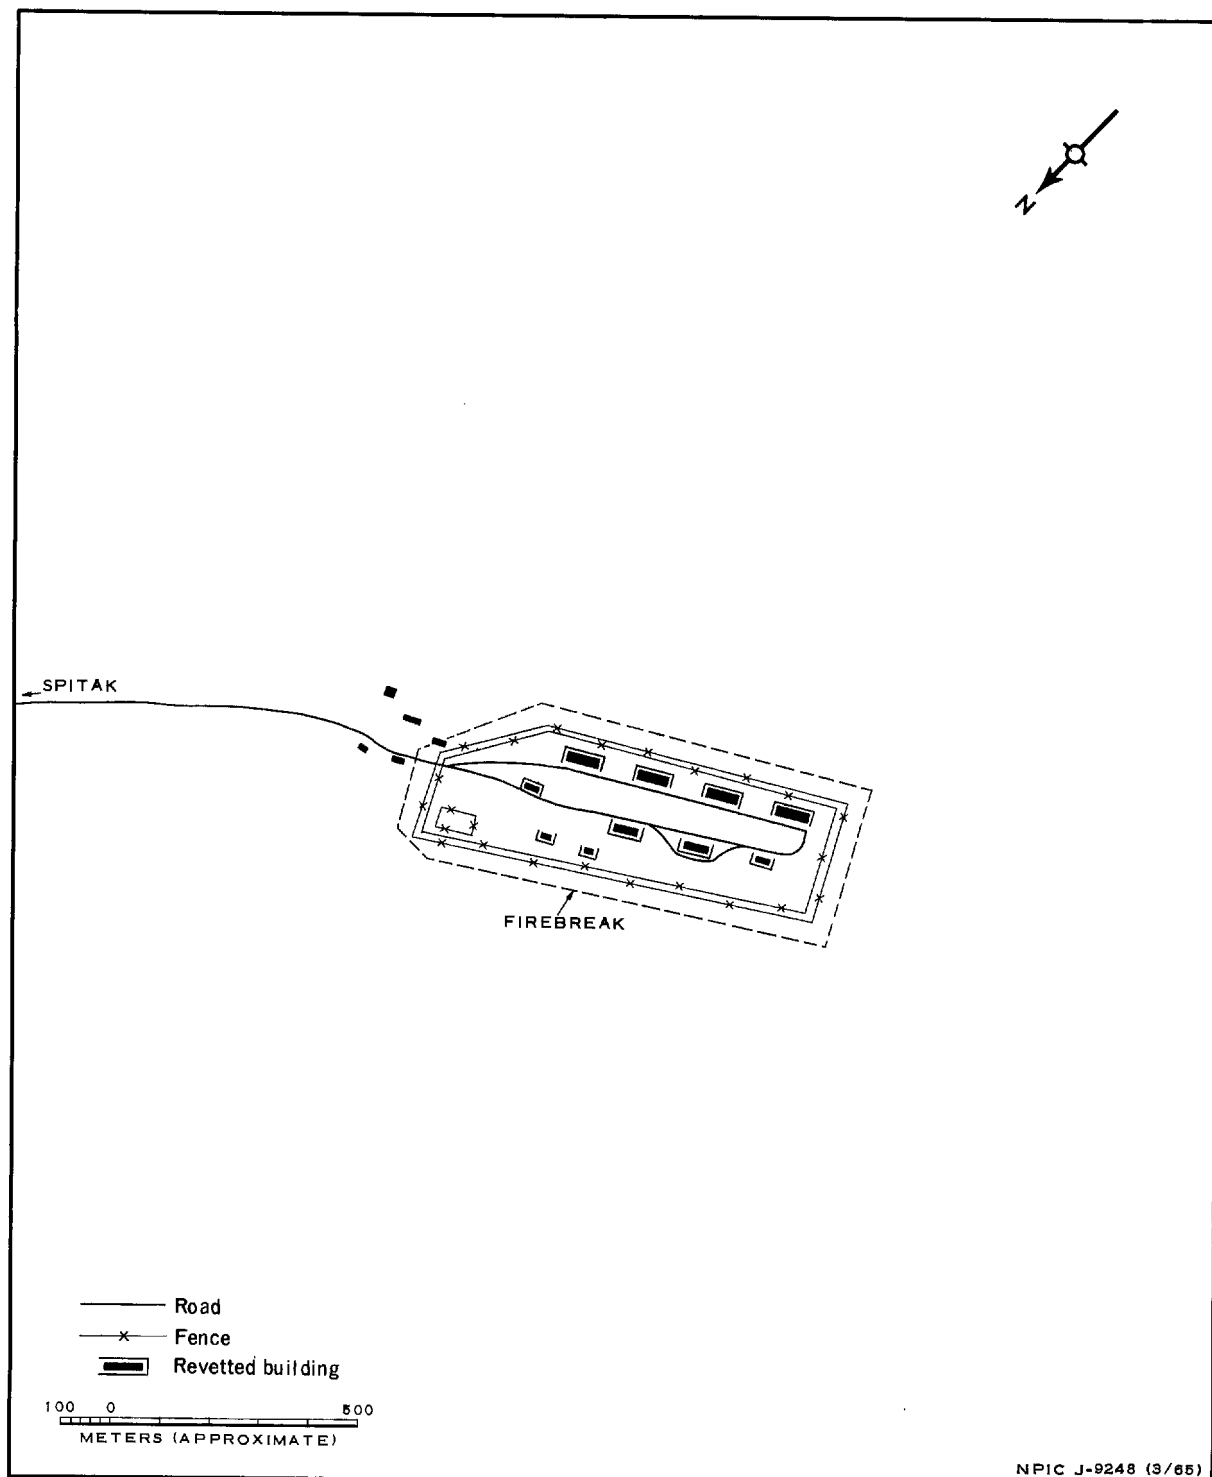 N
SPITAK
FIREBREAK
Road
Fence
Revetted building
100 0 500
METERS (APPROXIMATE)
NPIC J-9248 (3/65)